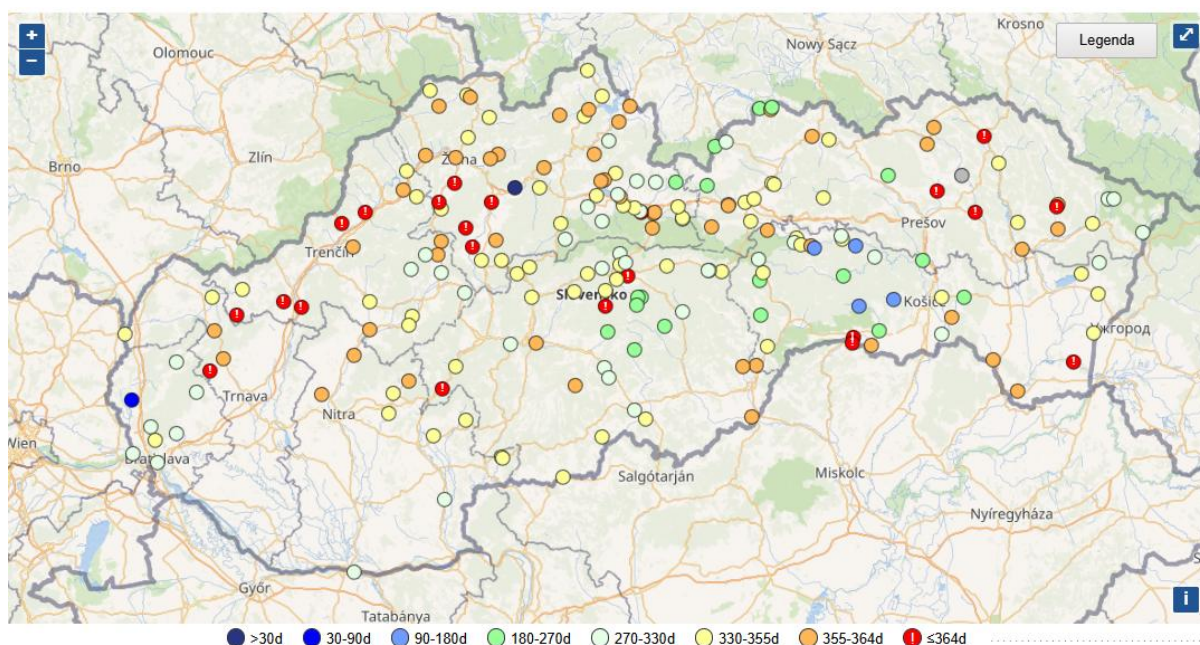 Krosno
Nowy Sącz
Legenda
Olomouc
+
−
Brno
Zlín
Prešov
Trenčín
Slovensko
Košice
Ужгород
Trnava
Nitra
Wien
Bratislava
Salgótarján
Miskolc
Nyíregyháza
Győr
Tatabánya
i
>30d 30-90d 90-180d 180-270d 270-330d 330-355d 355-364d ! ≤364d